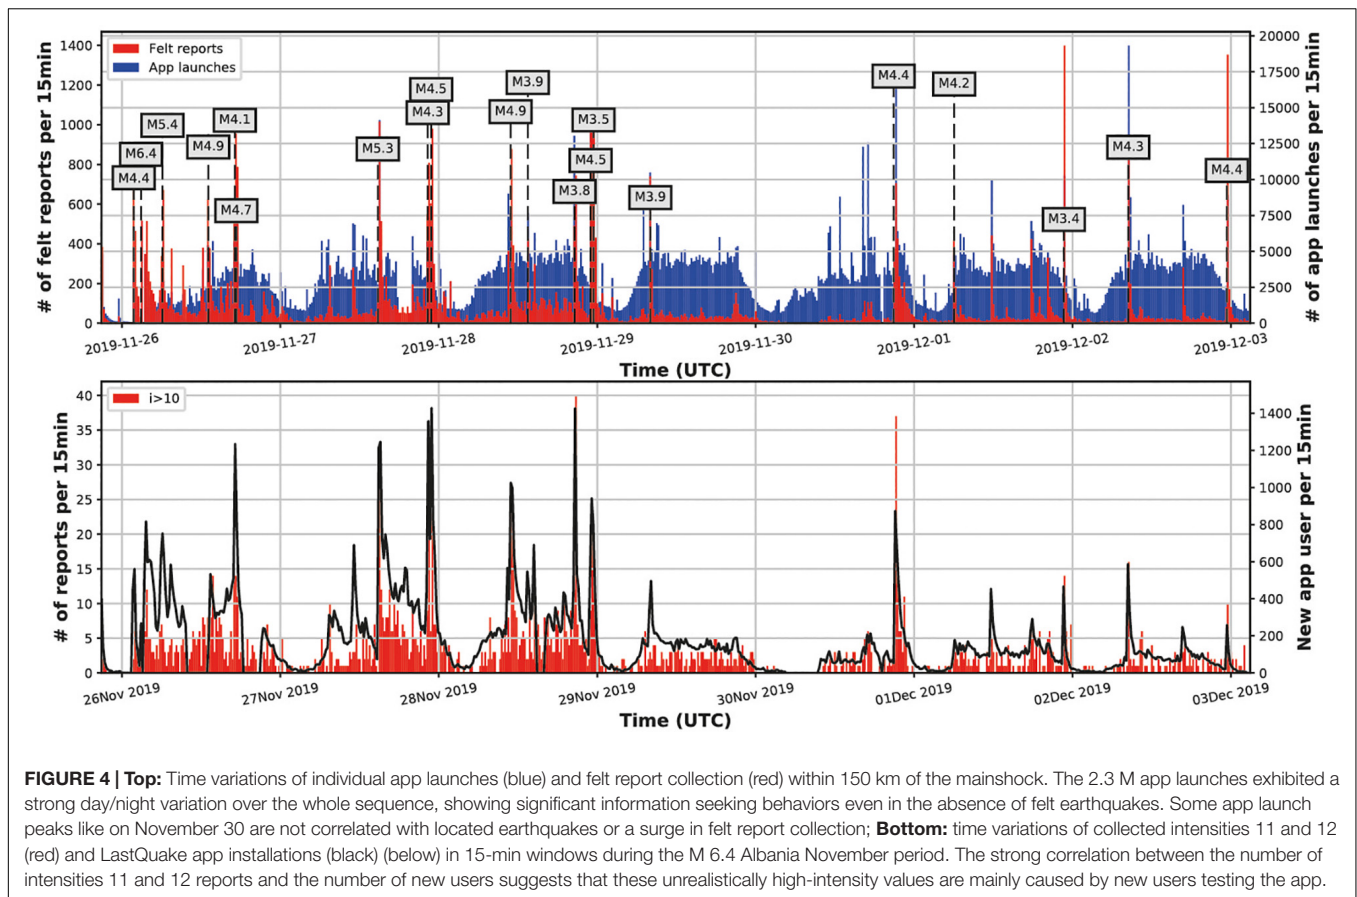 Felt reports
App launches
# of felt reports per 15min
1400
1200
1000
800
600
400
200
0
20000
17500
15000
12500
10000
7500
5000
2500
0
# of app launches per 15min
M4.4
M6.4
M5.4
M4.9
M4.1
M4.7
M5.3
M4.5
M4.3
M4.9
M3.9
M3.8
M3.5
M4.5
M3.9
M4.4
M4.2
M3.4
M4.3
M4.4
2019-11-26
2019-11-27
2019-11-28
2019-11-29
2019-11-30
2019-12-01
2019-12-02
2019-12-03
Time (UTC)
i>10
# of reports per 15min
40
35
30
25
20
15
10
5
0
1400
1200
1000
800
600
400
200
0
New app user per 15min
26Nov 2019
27Nov 2019
28Nov 2019
29Nov 2019
30Nov 2019
01Dec 2019
02Dec 2019
03Dec 2019
Time (UTC)
FIGURE 4 | Top: Time variations of individual app launches (blue) and felt report collection (red) within 150 km of the mainshock. The 2.3 M app launches exhibited a
strong day/night variation over the whole sequence, showing significant information seeking behaviors even in the absence of felt earthquakes. Some app launch
peaks like on November 30 are not correlated with located earthquakes or a surge in felt report collection; Bottom: time variations of collected intensities 11 and 12
(red) and LastQuake app installations (black) (below) in 15-min windows during the M 6.4 Albania November period. The strong correlation between the number of
intensities 11 and 12 reports and the number of new users suggests that these unrealistically high-intensity values are mainly caused by new users testing the app.